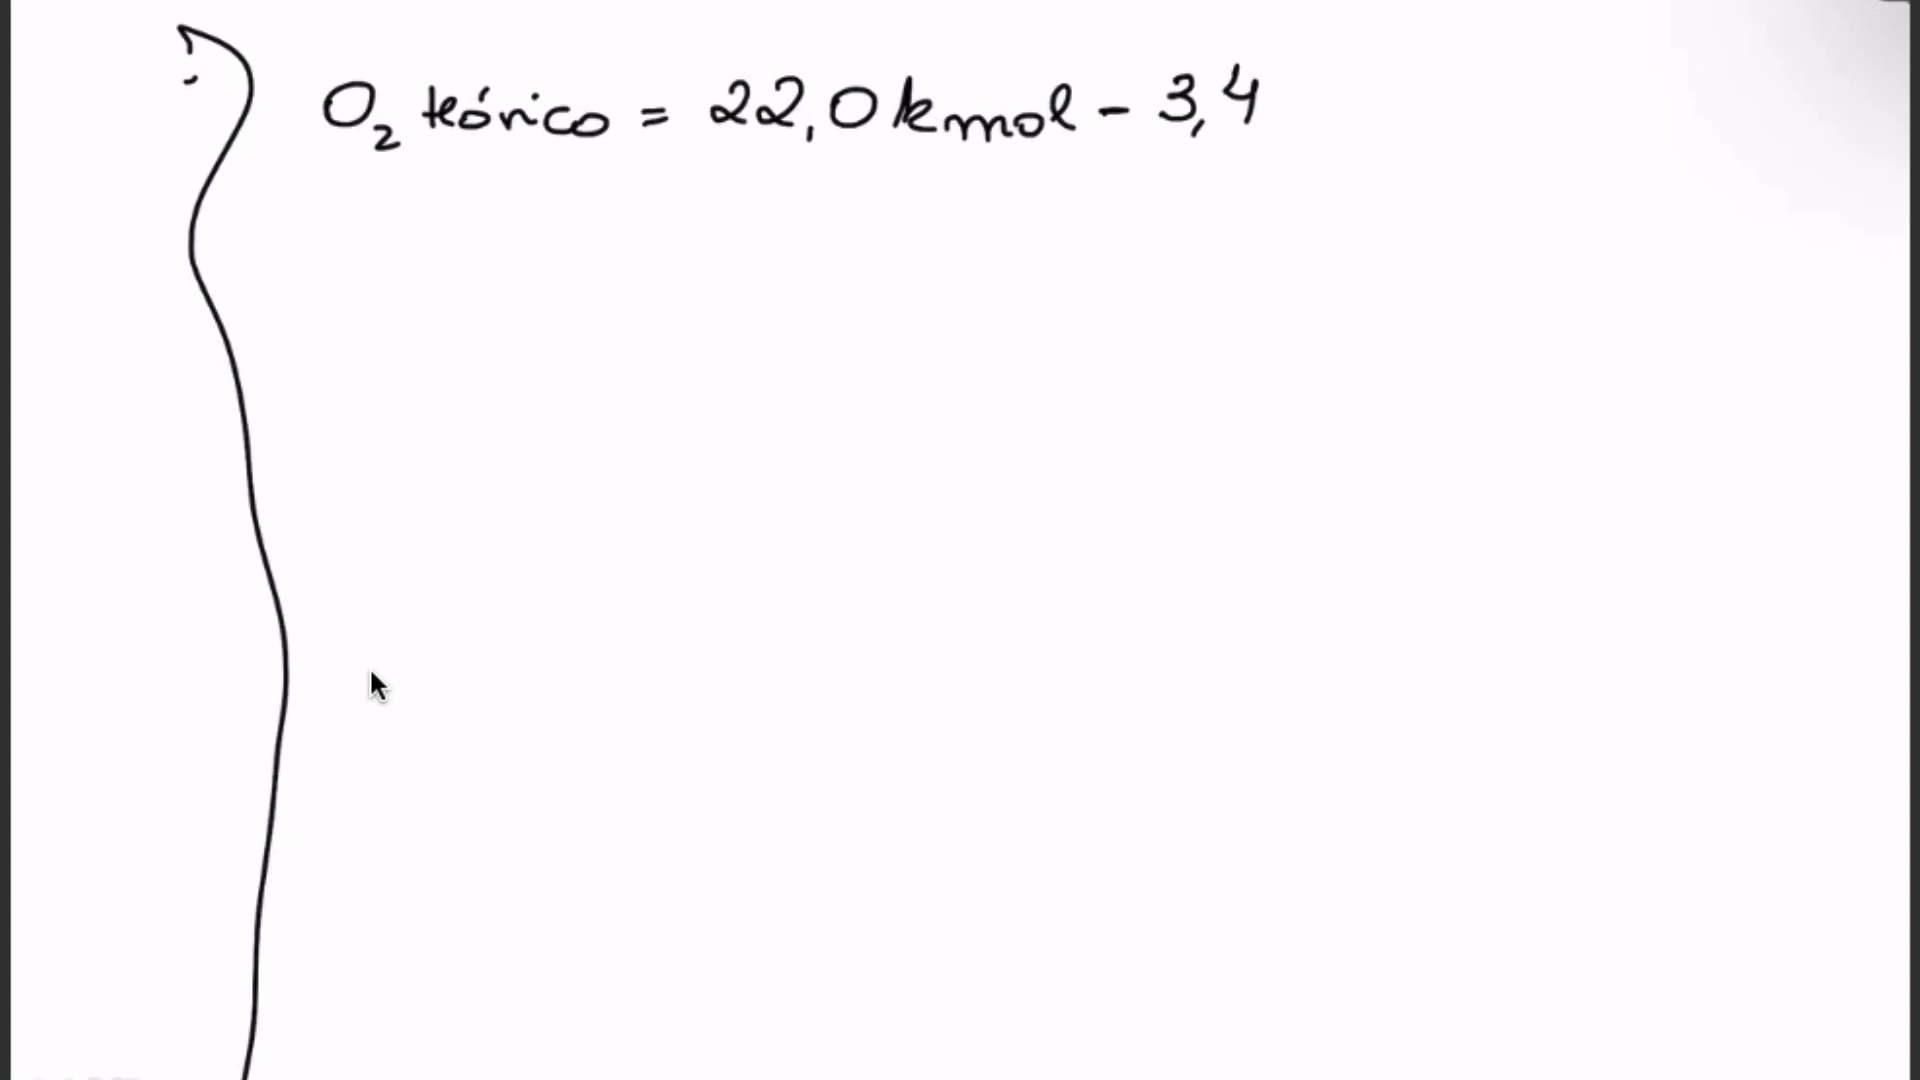 O₂ teórico = 22,0 kmol - 3,4